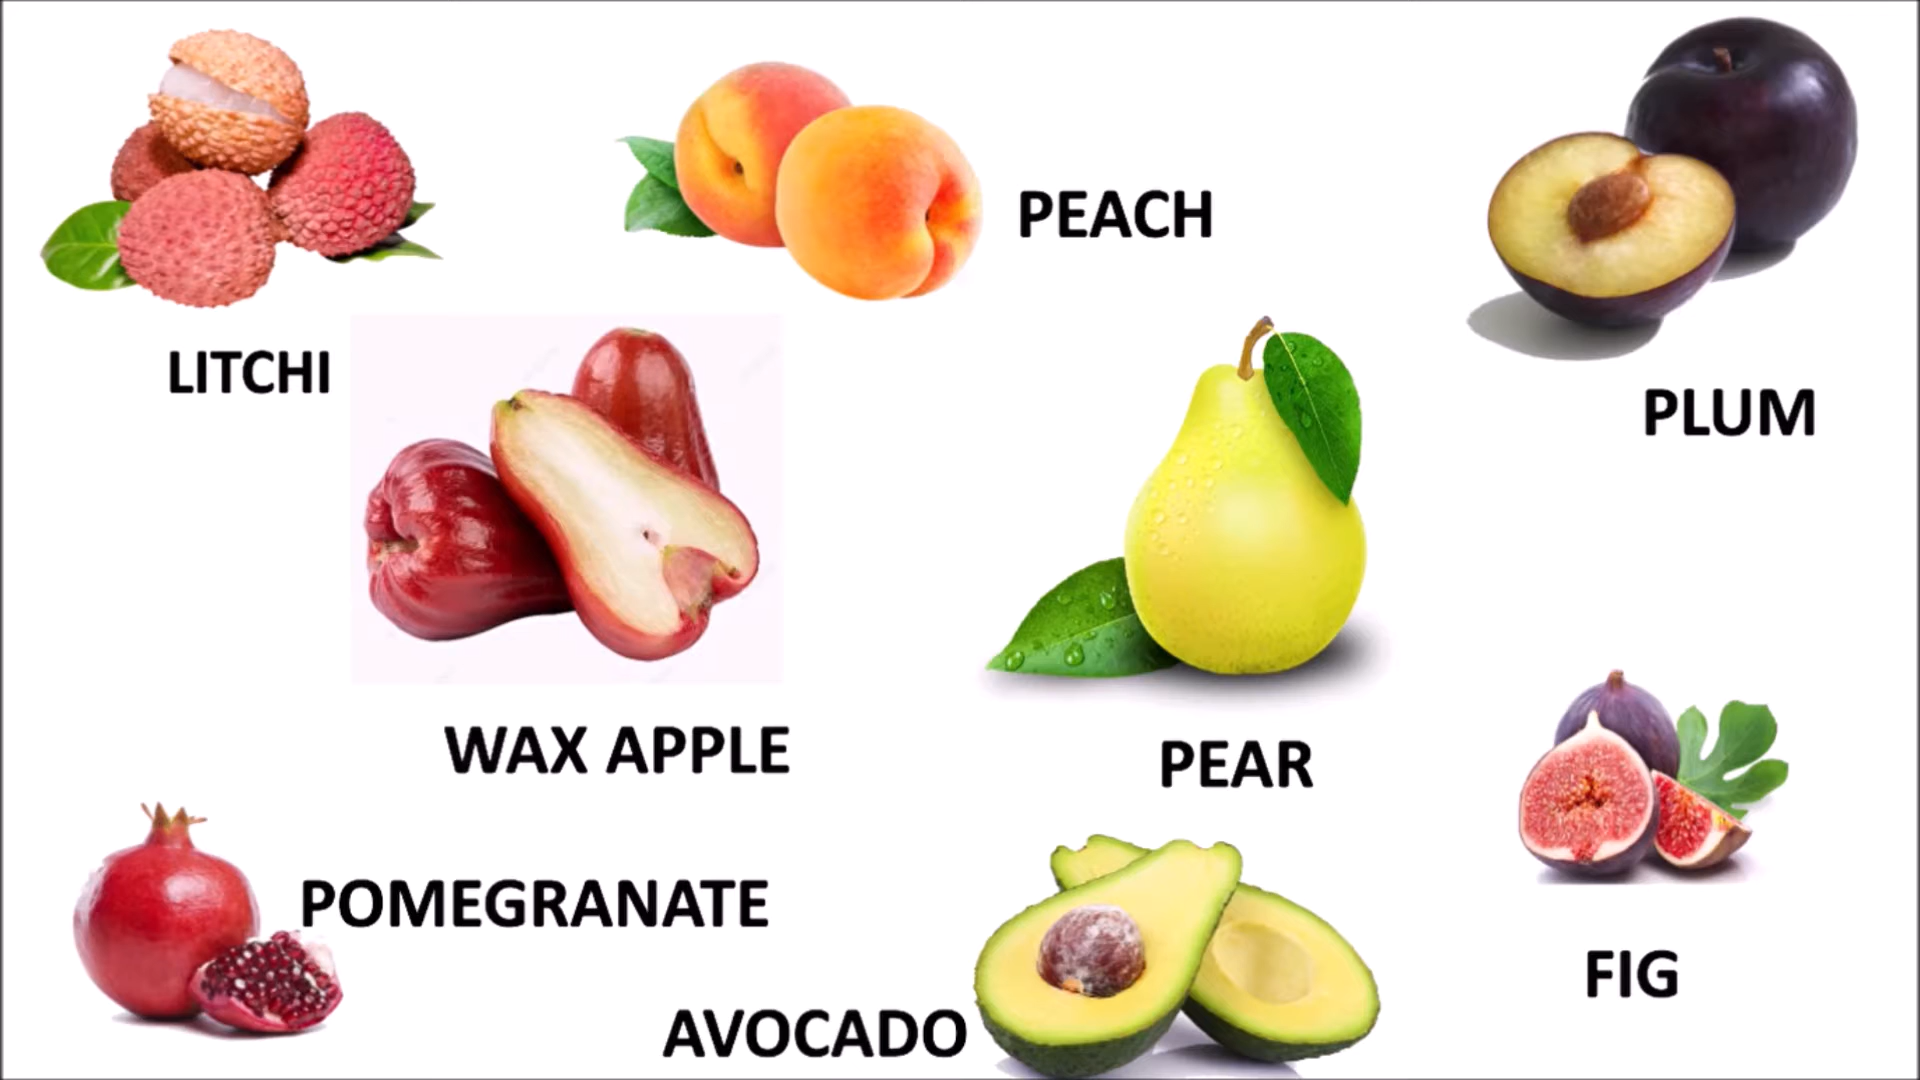 PEACH
LITCHI
PLUM
WAX APPLE
PEAR
POMEGRANATE
FIG
AVOCADO